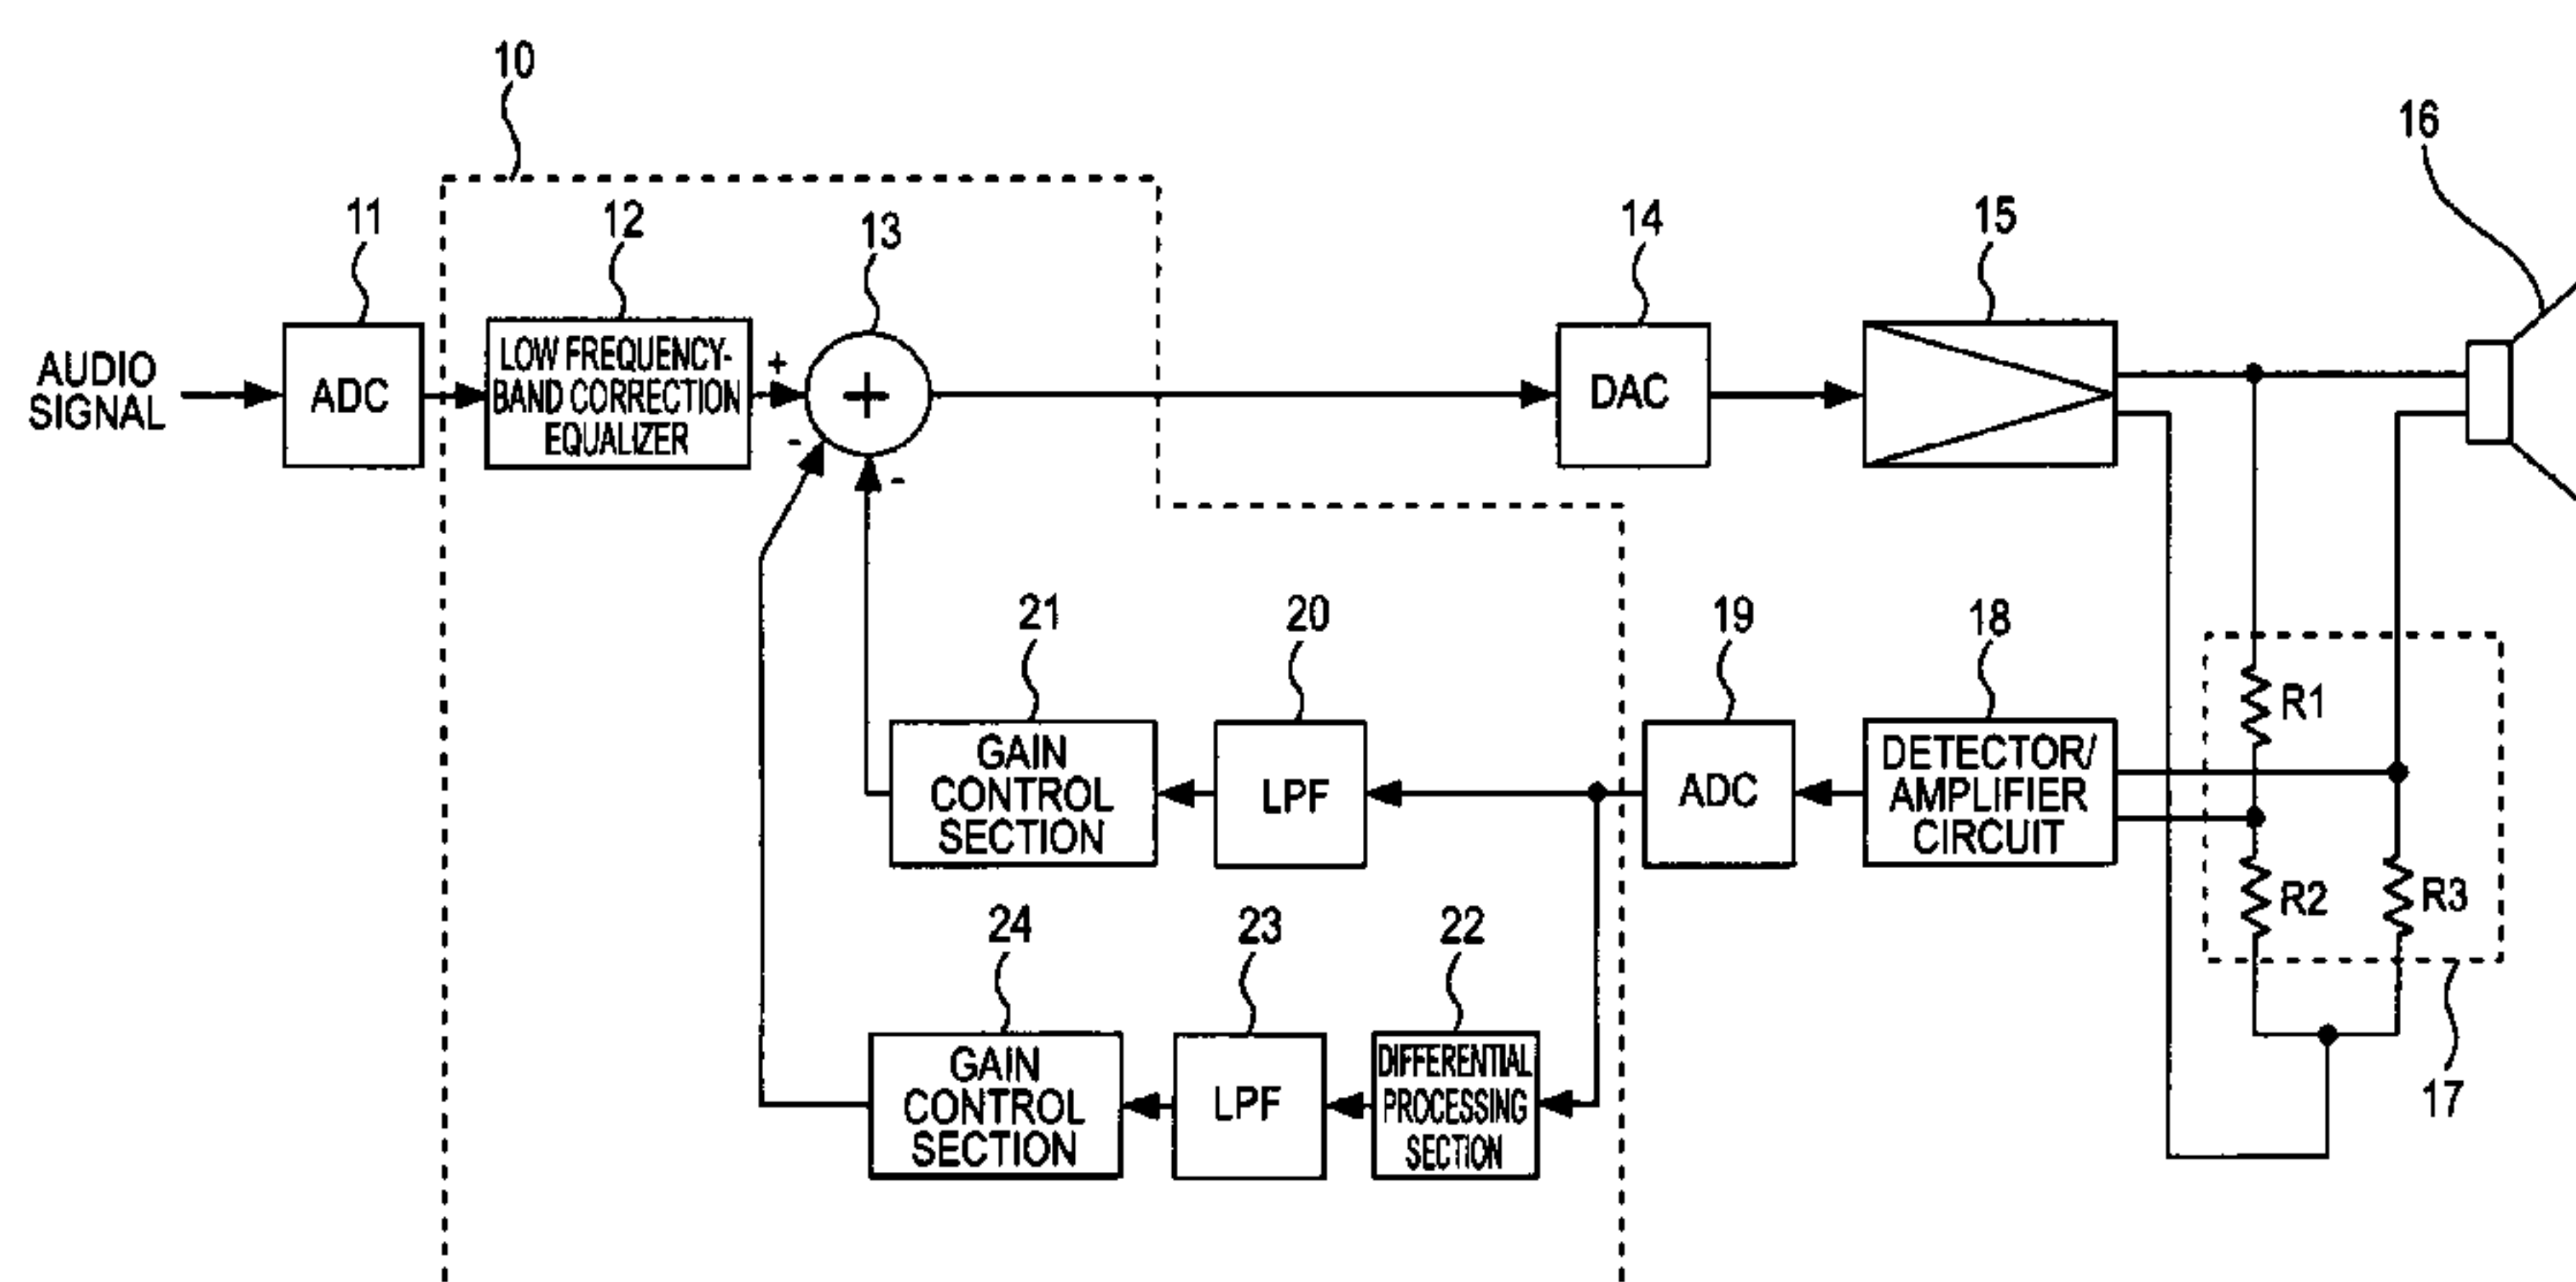 10
16
11
12
13
14
15
AUDIO
SIGNAL
ADC
LOW FREQUENCY-
BAND CORRECTION
EQUALIZER
+
-
-
+
DAC
21
20
19
18
R1
GAIN
CONTROL
SECTION
LPF
ADC
DETECTOR/
AMPLIFIER
CIRCUIT
R2
R3
24
23
22
GAIN
CONTROL
SECTION
LPF
DIFFERENTIAL
PROCESSING
SECTION
17